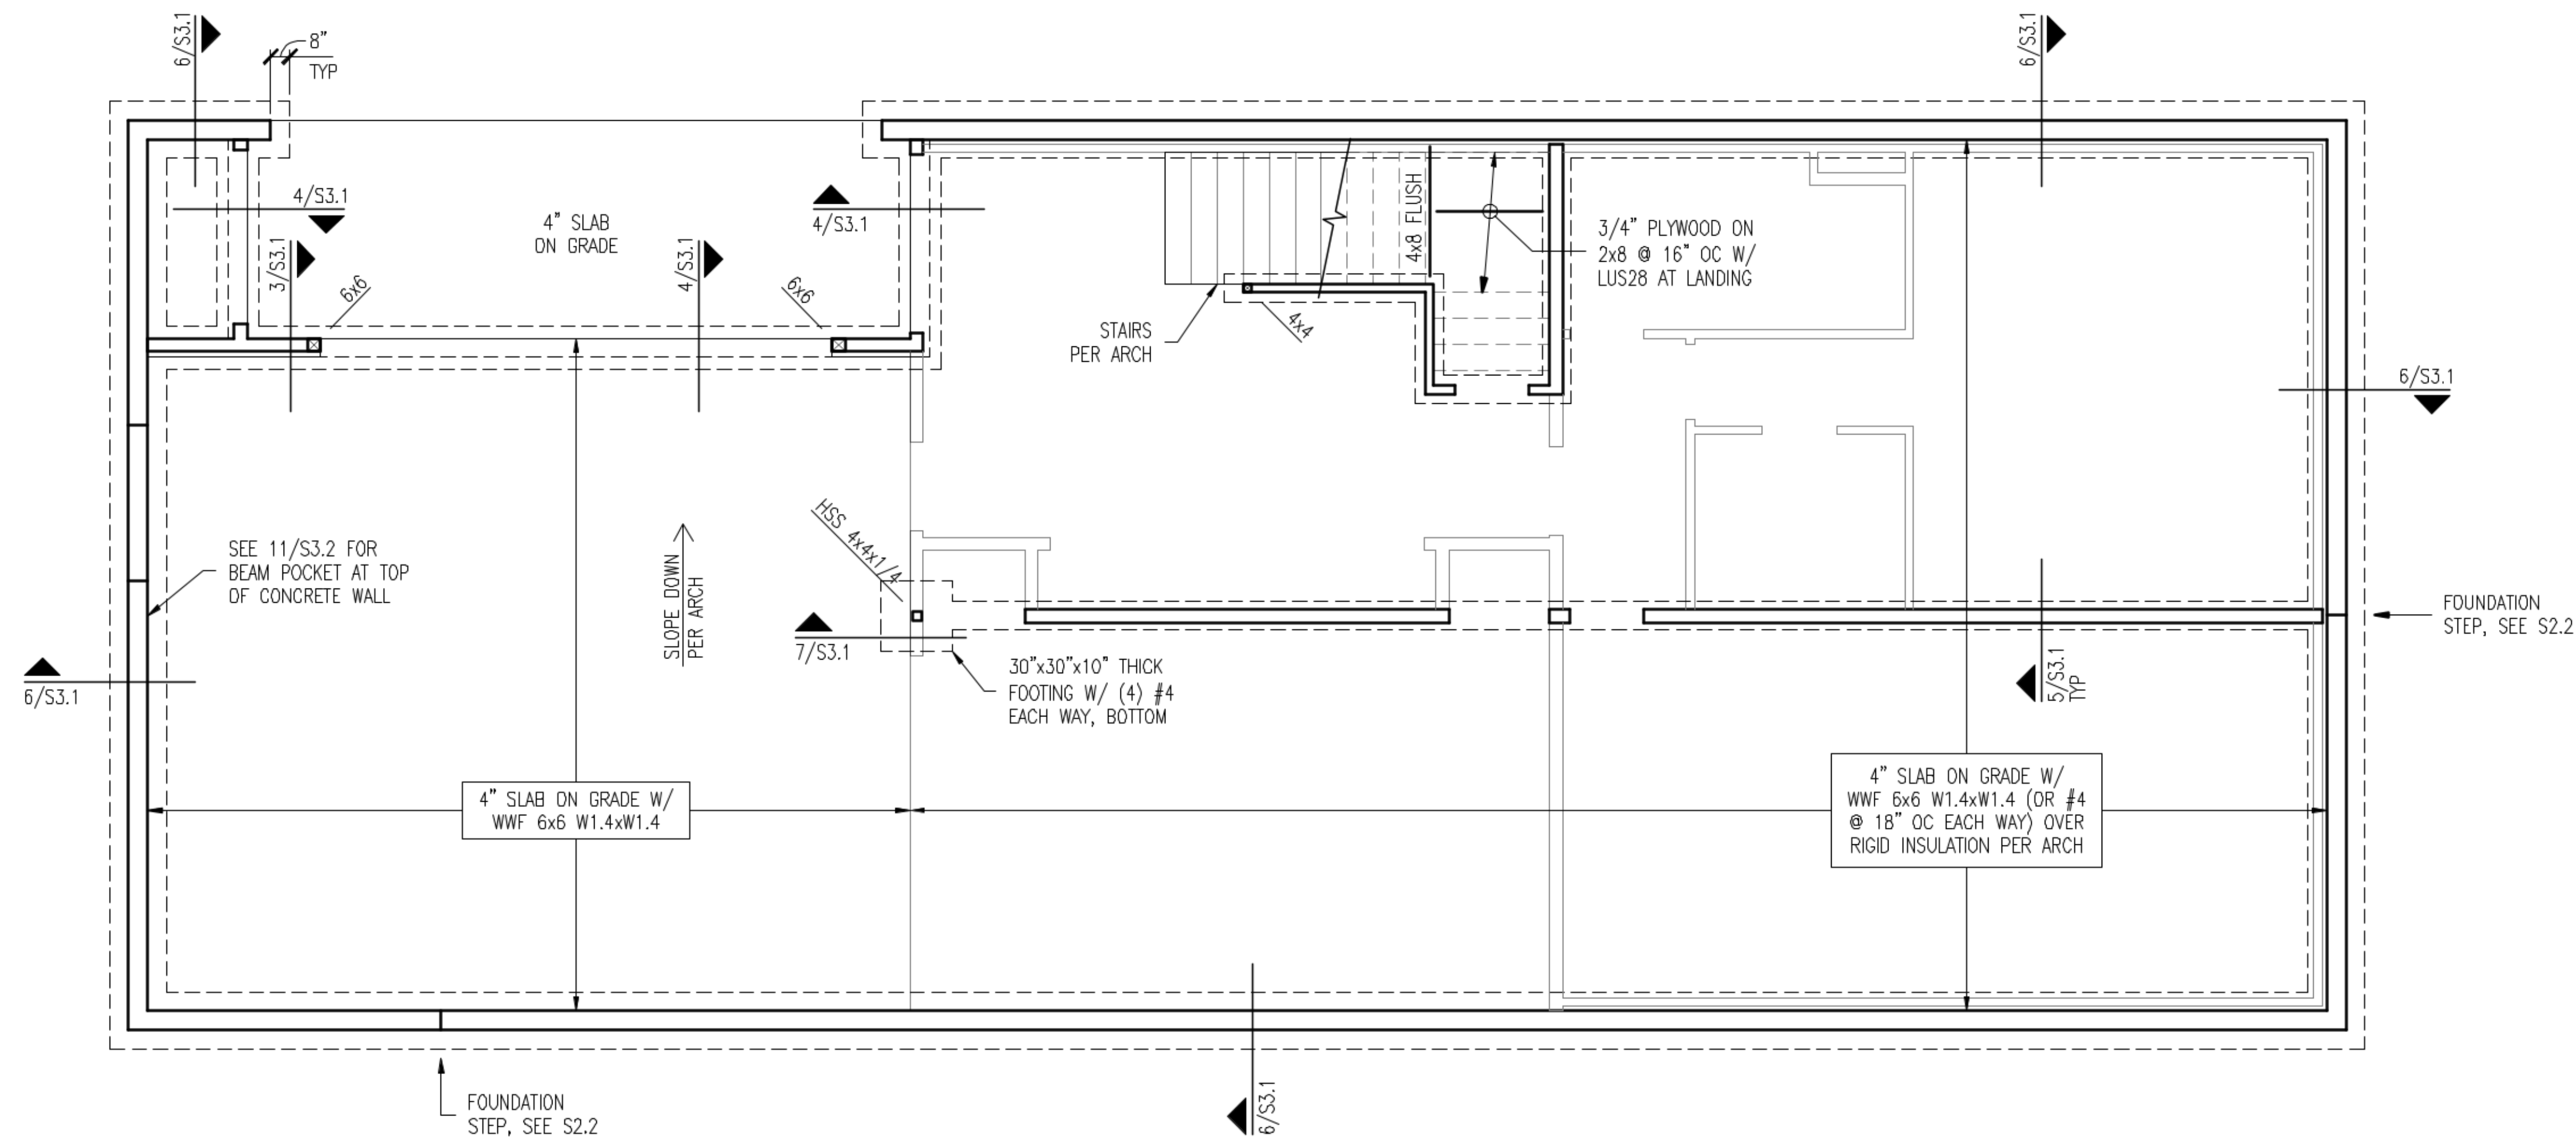 6/S3.1
8"
TYP
6/S3.1
4/S3.1
4" SLAB
ON GRADE
4/S3.1
3/S3.1
4/S3.1
6x6
6x6
4x8 FLUSH
3/4" PLYWOOD ON
2x8 @ 16" OC W/
LUS28 AT LANDING
STAIRS
PER ARCH
4x4
6/S3.1
SEE 11/S3.2 FOR
BEAM POCKET AT TOP
OF CONCRETE WALL
SLOPE DOWN
PER ARCH
HSS 4x4x1/4
7/S3.1
30"x30"x10" THICK
FOOTING W/ (4) #4
EACH WAY, BOTTOM
5/S3.1
TYP
FOUNDATION
STEP, SEE S2.2
6/S3.1
4" SLAB ON GRADE W/
WWF 6x6 W1.4xW1.4
4" SLAB ON GRADE W/
WWF 6x6 W1.4xW1.4 (OR #4
@ 18" OC EACH WAY) OVER
RIGID INSULATION PER ARCH
FOUNDATION
STEP, SEE S2.2
6/S3.1